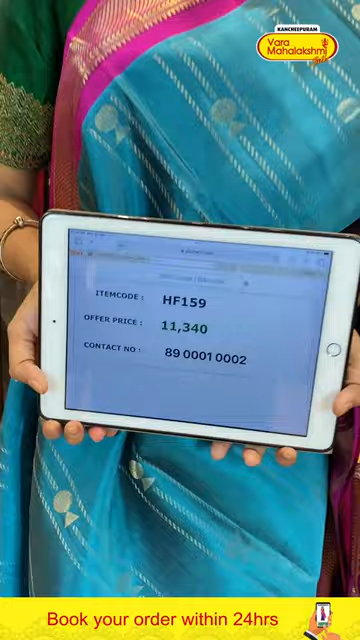 KANCHEEPURAM
Vara
Mahalakshmi
ITEMCODE : HF159
OFFER PRICE : 11,340
CONTACT NO : 89 0001 0002
Book your order within 24hrs